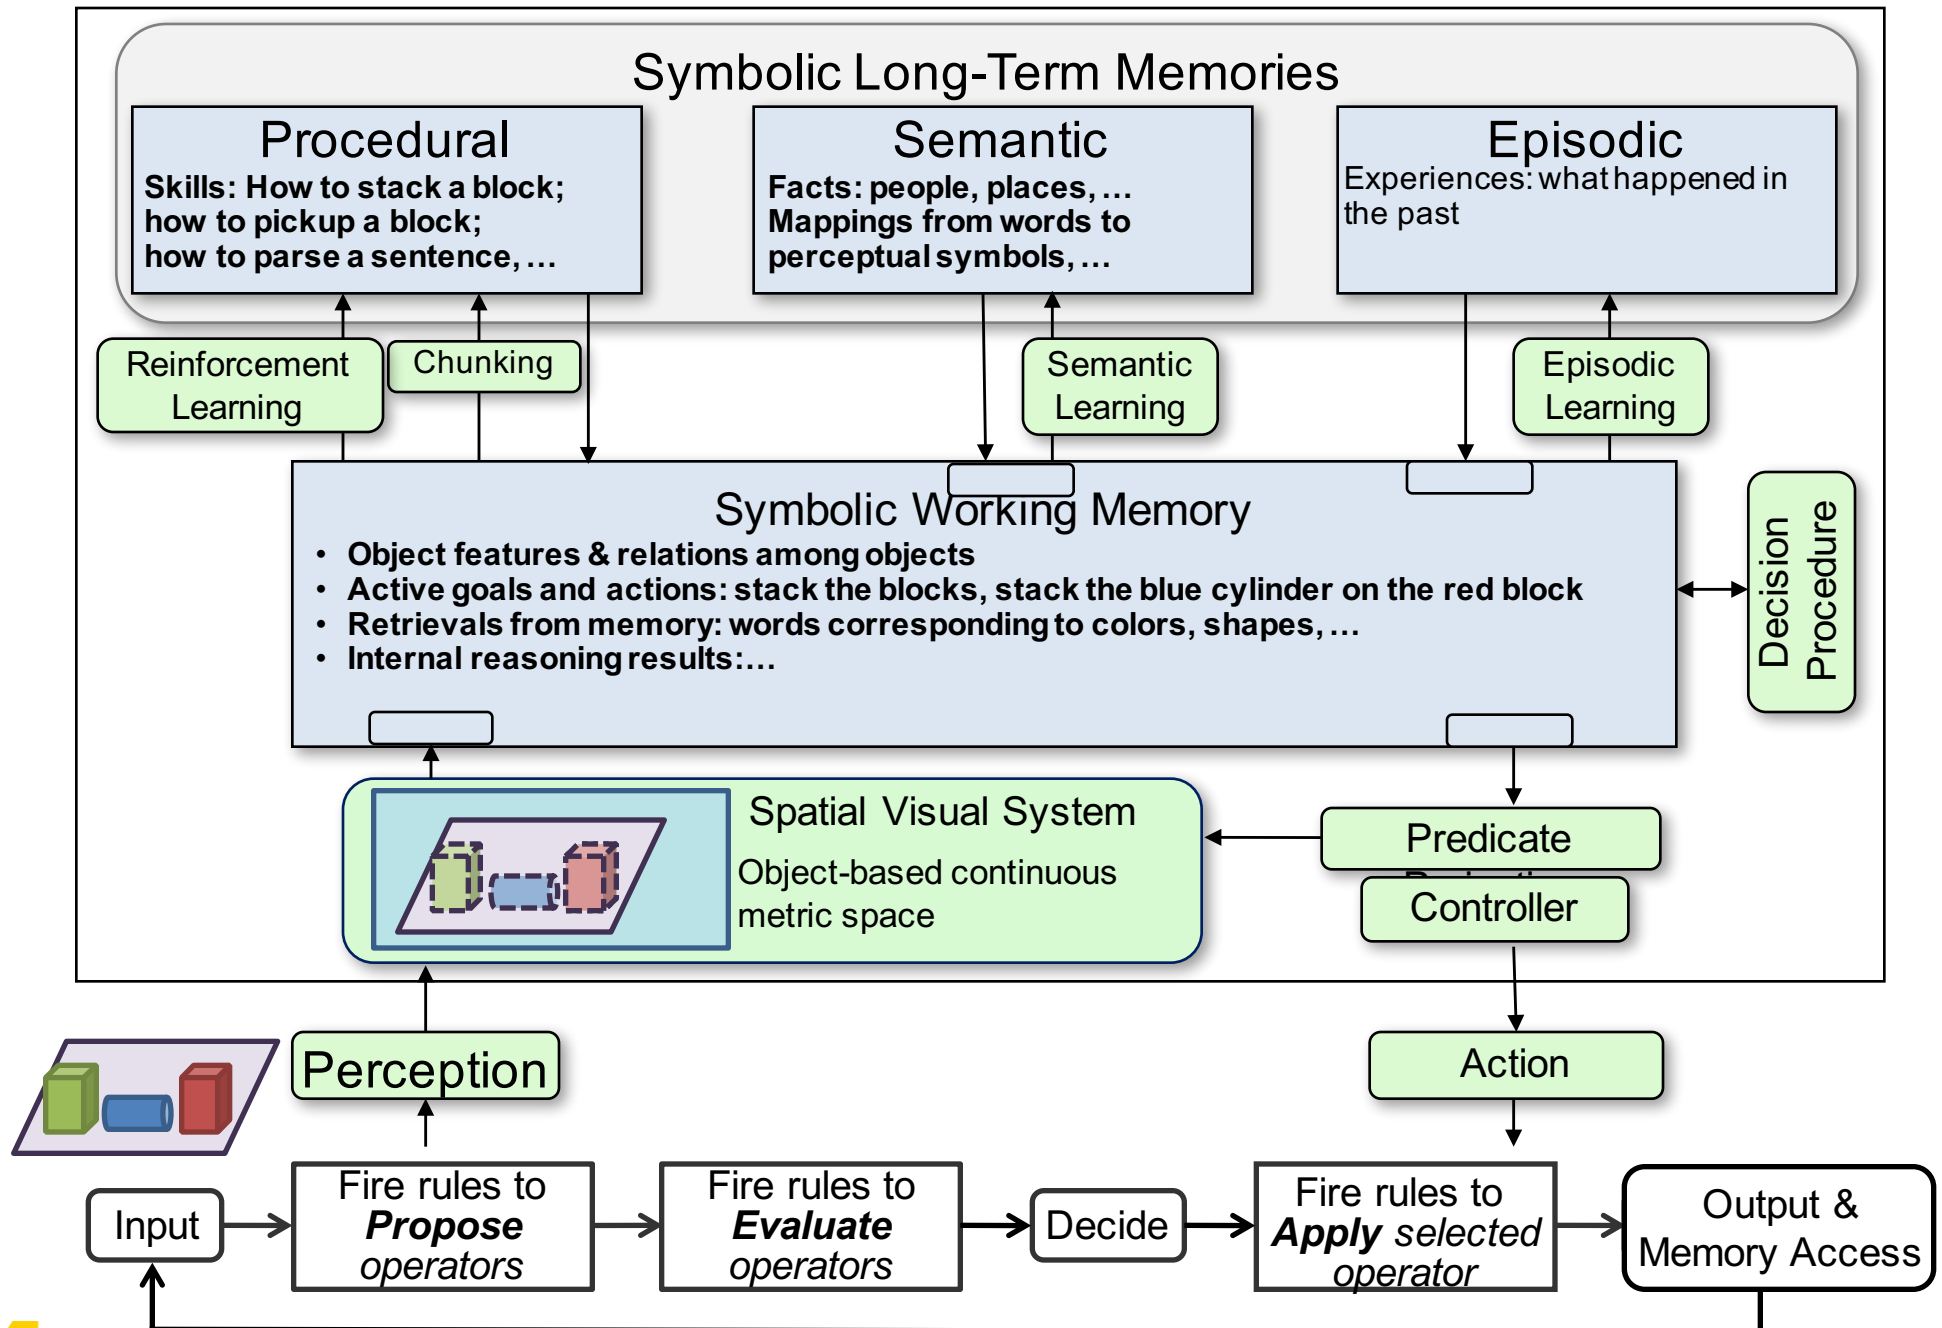 Symbolic Long-Term Memories
Procedural
Skills: How to stack a block;
how to pickup a block;
how to parse a sentence, …
Semantic
Facts: people, places, …
Mappings from words to
perceptual symbols, …
Episodic
Experiences: what happened in
the past
Reinforcement
Learning
Chunking
Semantic
Learning
Episodic
Learning
Symbolic Working Memory
• Object features & relations among objects
• Active goals and actions: stack the blocks, stack the blue cylinder on the red block
• Retrievals from memory: words corresponding to colors, shapes, …
• Internal reasoning results:…
Decision
Procedure
Spatial Visual System
Object-based continuous
metric space
Predicate
Controller
Perception
Action
Input
Fire rules to
Propose
operators
Fire rules to
Evaluate
operators
Decide
Fire rules to
Apply selected
operator
Output &
Memory Access